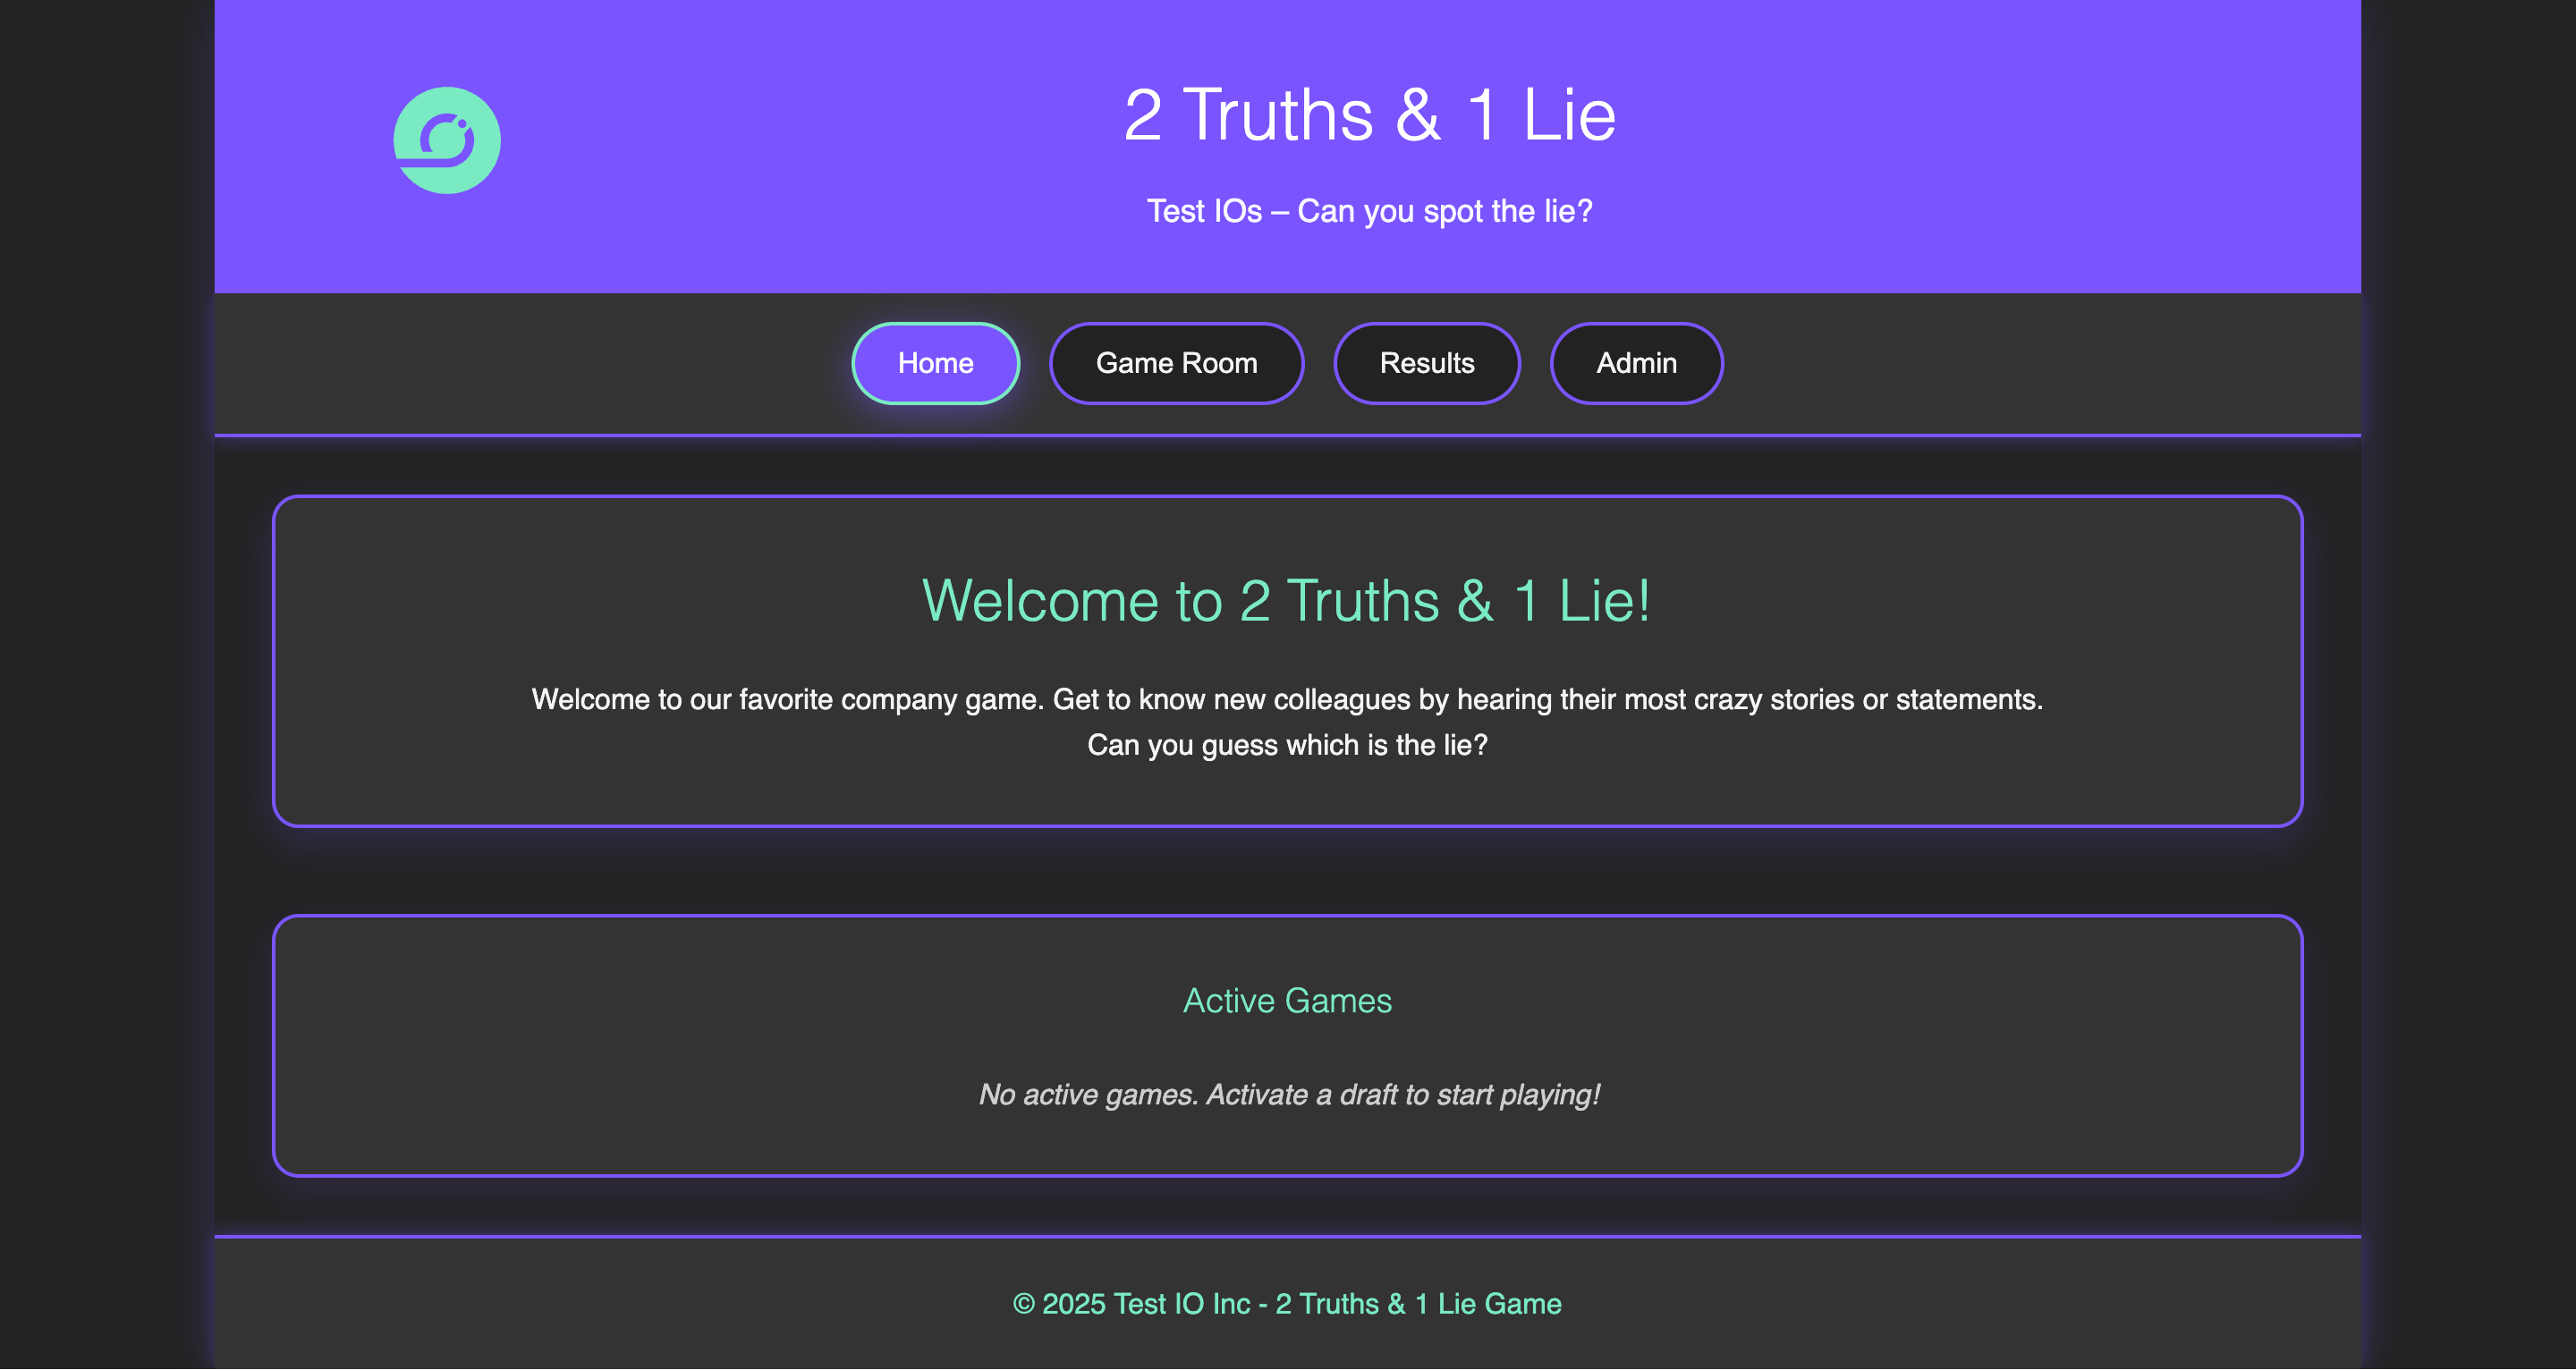 2 Truths & 1 Lie
Test IOs – Can you spot the lie?
Home
Game Room
Results
Admin
Welcome to 2 Truths & 1 Lie!
Welcome to our favorite company game. Get to know new colleagues by hearing their most crazy stories or statements.
Can you guess which is the lie?
Active Games
No active games. Activate a draft to start playing!
© 2025 Test IO Inc - 2 Truths & 1 Lie Game